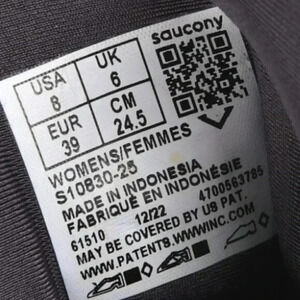 USA 8 UK 6 saucony
EUR 39 CM 24.5
WOMENS/FEMMES
S10830-25
MADE IN INDONESIA
FABRIQUÉ EN INDONÉSIE
61510 12/22 4700563785
MAY BE COVERED BY US PAT.
WWW.PATENTS.WWWINC.COM